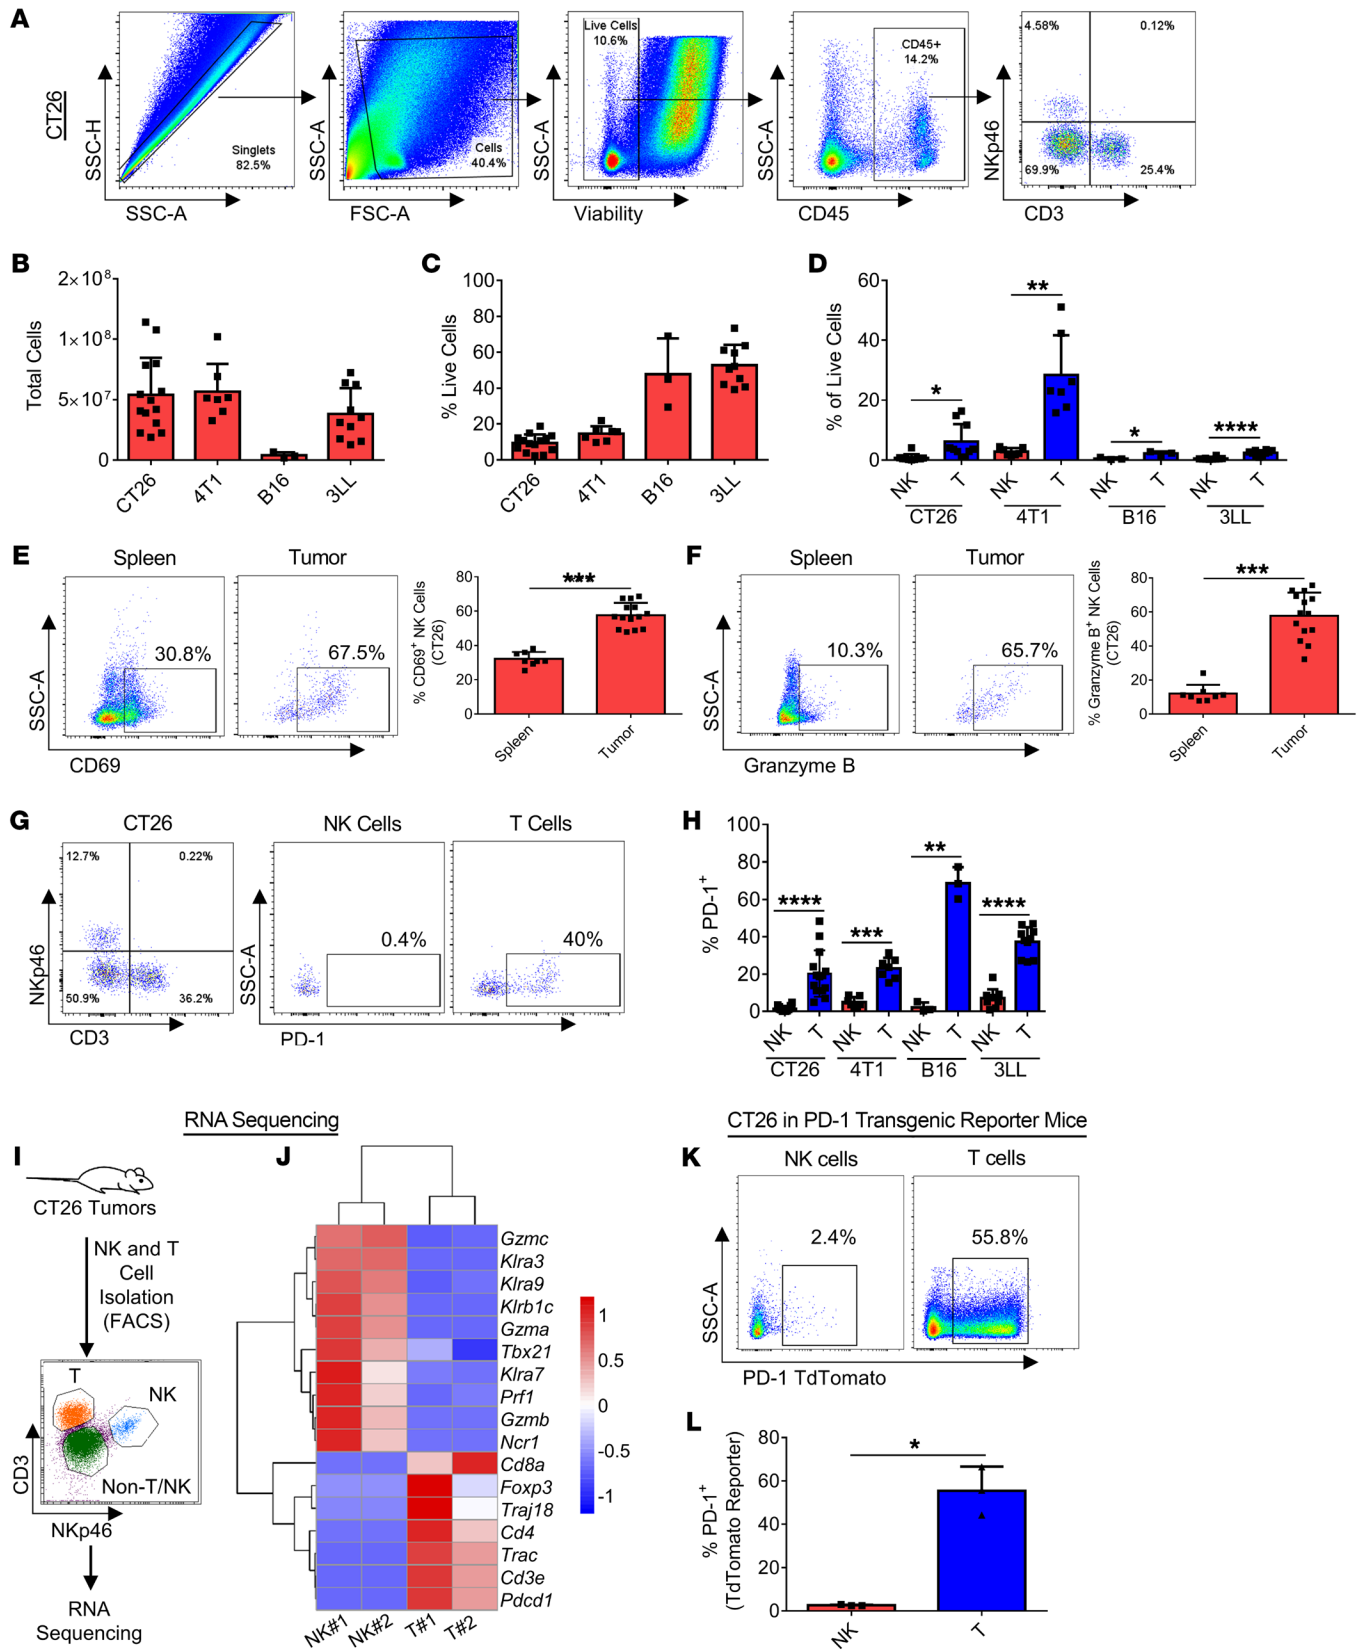 A
CT26
SSC-H
Singlets
82.5%
SSC-A
SSC-A
Cells
40.4%
FSC-A
SSC-A
Live Cells
10.6%
Viability
SSC-A
CD45+
14.2%
CD45
NKp46
4.58%
0.12%
69.9%
25.4%
CD3
B
Total Cells
2×10⁸
1×10⁸
5×10⁷
0
CT26
4T1
B16
3LL
C
% Live Cells
100
80
60
40
20
0
CT26
4T1
B16
3LL
D
% of Live Cells
60
40
20
0
*
**
*
****
NK
T
NK
T
NK
T
NK
T
CT26
4T1
B16
3LL
E
Spleen
Tumor
SSC-A
30.8%
67.5%
CD69
% CD69⁺ NK Cells
(CT26)
80
60
40
20
0
***
Spleen
Tumor
F
Spleen
Tumor
SSC-A
10.3%
65.7%
Granzyme B
% Granzyme B⁺ NK Cells
(CT26)
80
60
40
20
0
***
Spleen
Tumor
G
CT26
NK Cells
T Cells
NKp46
12.7%
0.22%
50.9%
36.2%
CD3
SSC-A
0.4%
40%
PD-1
H
% PD-1⁺
100
80
60
40
20
0
****
***
**
****
NK
T
NK
T
NK
T
NK
T
CT26
4T1
B16
3LL
RNA Sequencing
I
CT26 Tumors
NK and T
Cell
Isolation
(FACS)
T
NK
Non-T/NK
CD3
NKp46
RNA
Sequencing
J
Gzmc
Klra3
Klra9
Klrb1c
Gzma
Tbx21
Klra7
Prf1
Gzmb
Ncr1
Cd8a
Foxp3
Traj18
Cd4
Trac
Cd3e
Pdcd1
NK#1
NK#2
T#1
T#2
1
0.5
0
-0.5
-1
CT26 in PD-1 Transgenic Reporter Mice
K
NK cells
T cells
SSC-A
2.4%
55.8%
PD-1 TdTomato
L
% PD-1⁺
(TdTomato Reporter)
80
60
40
20
0
*
NK
T